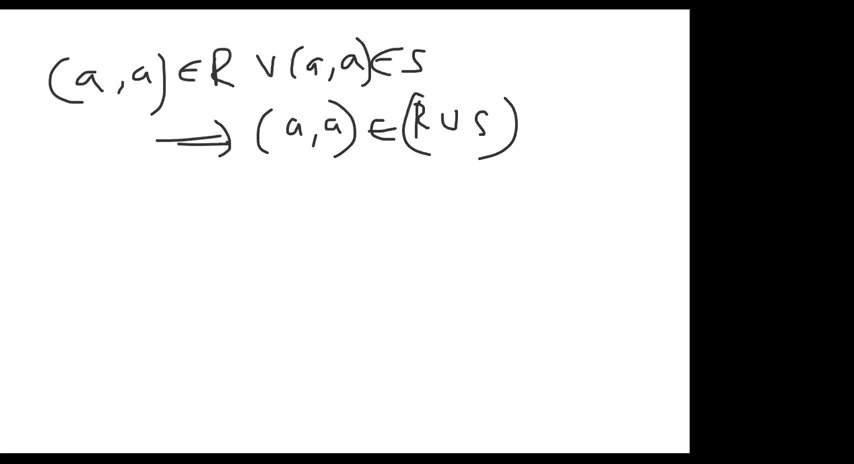 (a,a) ∈ R ∨ (a,a) ∈ S
⟹ (a,a) ∈ (R ∪ S)